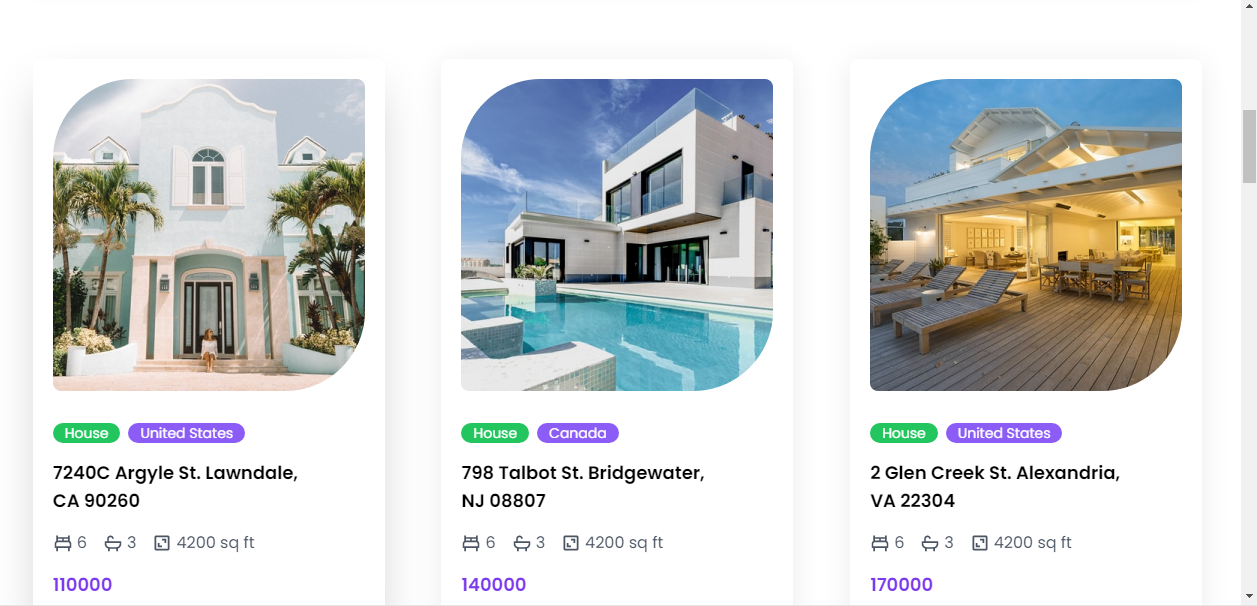 House United States
7240C Argyle St. Lawndale,
CA 90260
6 3 4200 sq ft
110000
House Canada
798 Talbot St. Bridgewater,
NJ 08807
6 3 4200 sq ft
140000
House United States
2 Glen Creek St. Alexandria,
VA 22304
6 3 4200 sq ft
170000